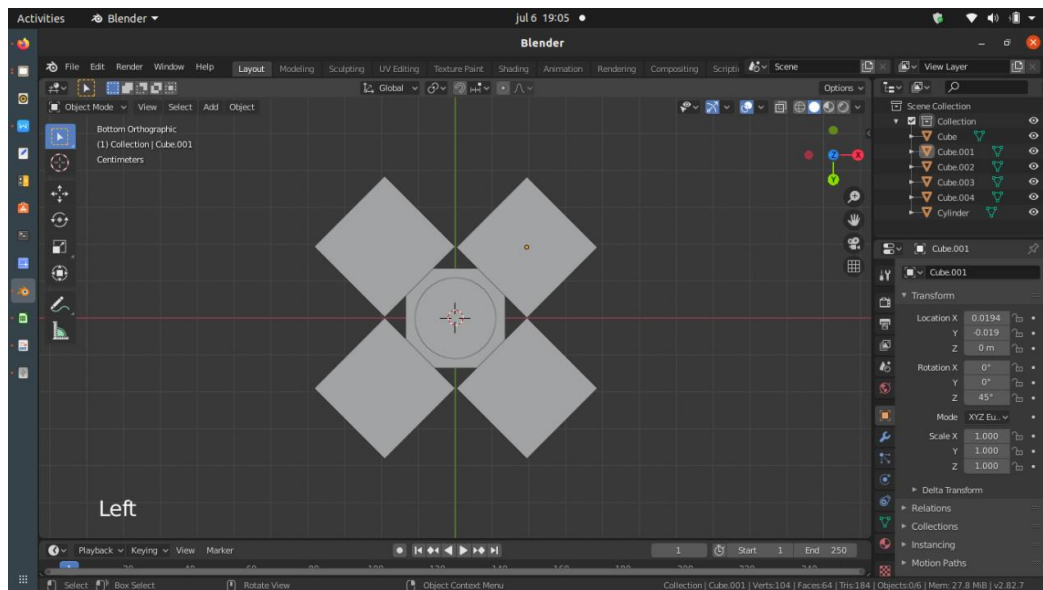 Activities Blender jul 6 19:05
Blender
File Edit Render Window Help Layout Modeling Sculpting UV Editing Texture Paint Shading Animation Rendering Compositing Scripti Scene View Layer
Global Options
Object Mode View Select Add Object
Scene Collection
Collection
Cube
Cube.001
Cube.002
Cube.003
Cube.004
Cylinder
Bottom Orthographic
(1) Collection | Cube.001
Centimeters
Z X
Y
Cube.001
Cube.001
Transform
Location X 0.0194
Y -0.019
Z 0 m
Rotation X 0°
Y 0°
Z 45°
Mode XYZ Eu..
Scale X 1.000
Y 1.000
Z 1.000
Delta Transform
Relations
Collections
Instancing
Motion Paths
Left
Playback Keying View Marker 1 Start 1 End 250
Select Box Select Rotate View Object Context Menu Collection | Cube.001 | Verts:104 | Faces:64 | Tris:184 | Objects:0/6 | Mem: 27.8 MiB | v2.82.7